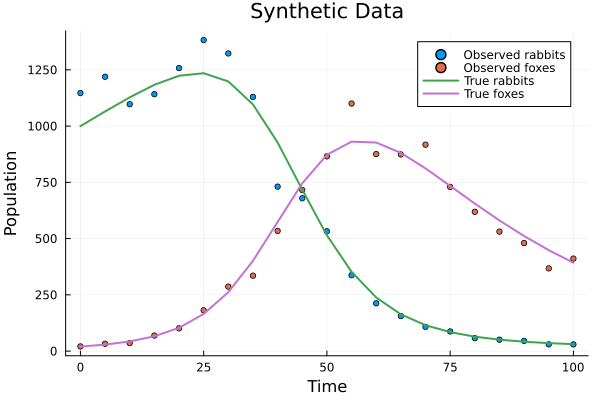 Synthetic Data
Observed rabbits
Observed foxes
True rabbits
True foxes
Population
1250
1000
750
500
250
0
0 25 50 75 100
Time